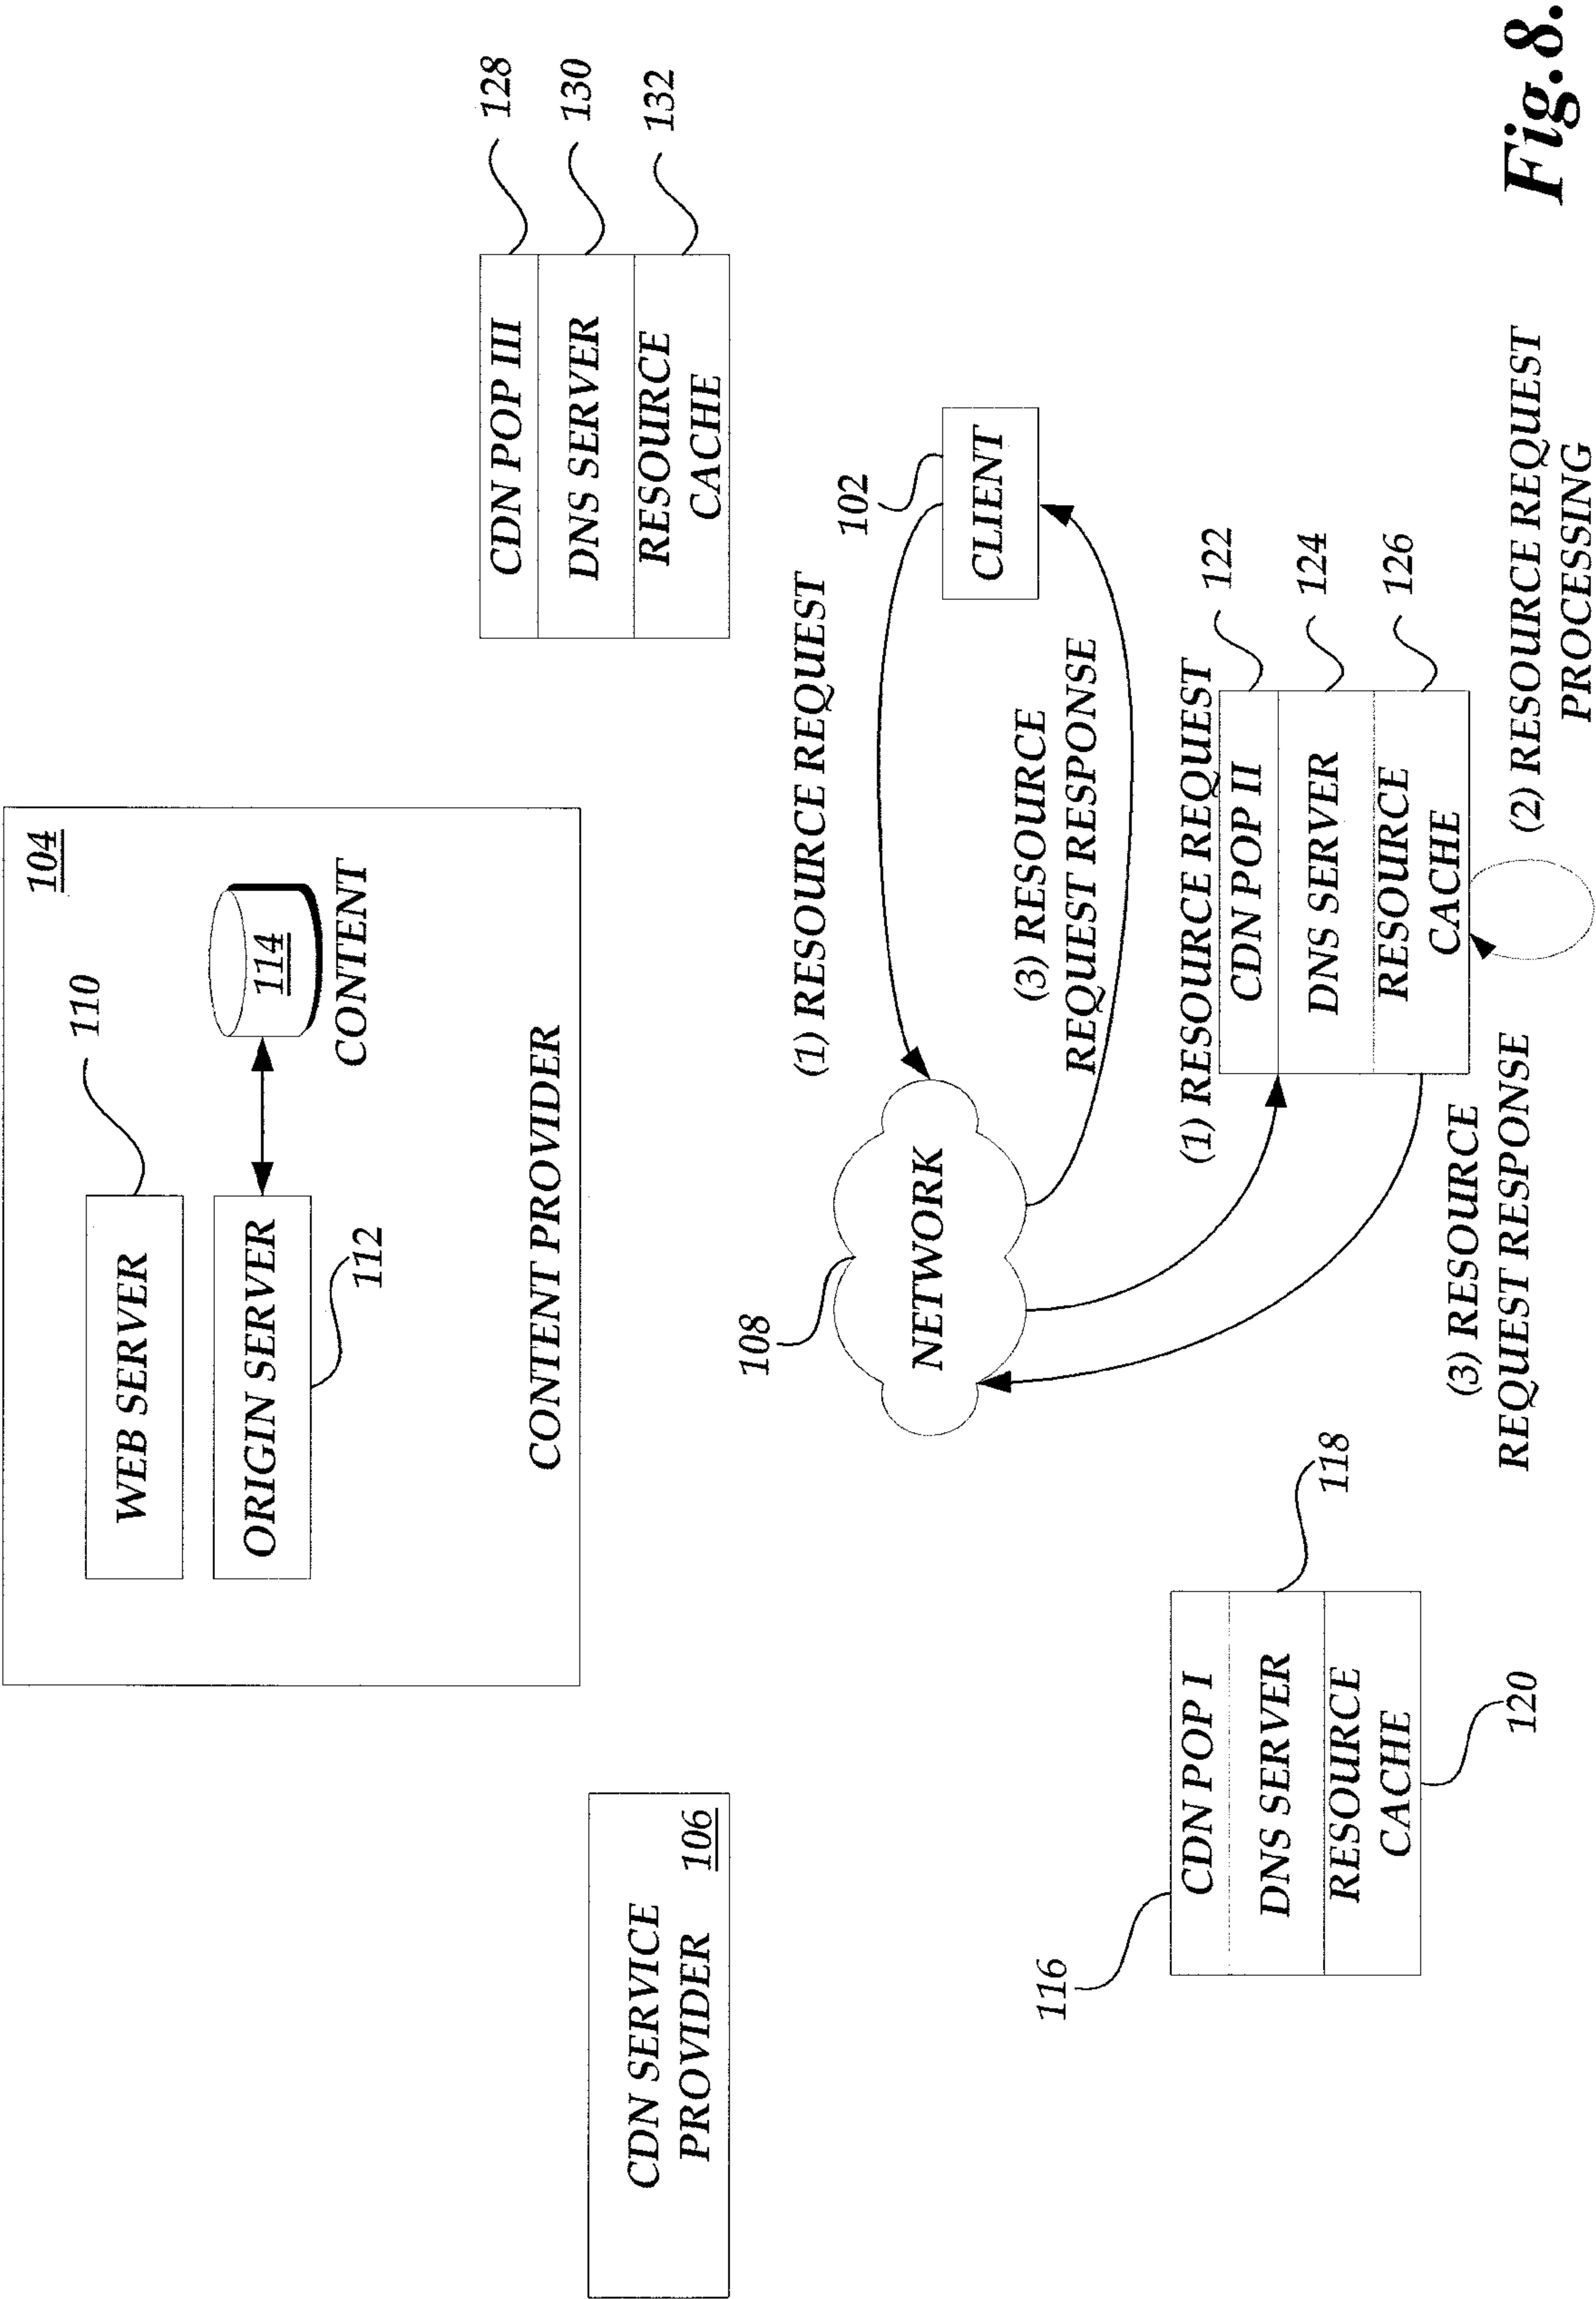 104
WEB SERVER
110
ORIGIN SERVER
112
114
CONTENT
CONTENT PROVIDER
CDN SERVICE
PROVIDER
106
CDN POP III
128
DNS SERVER
130
RESOURCE
CACHE
132
(1) RESOURCE REQUEST
102
CLIENT
108
NETWORK
(3) RESOURCE
REQUEST RESPONSE
(1) RESOURCE REQUEST
122
CDN POP II
124
DNS SERVER
126
RESOURCE
CACHE
116
CDN POP I
118
DNS SERVER
RESOURCE
CACHE
120
(3) RESOURCE
REQUEST RESPONSE
(2) RESOURCE REQUEST
PROCESSING
Fig.8.